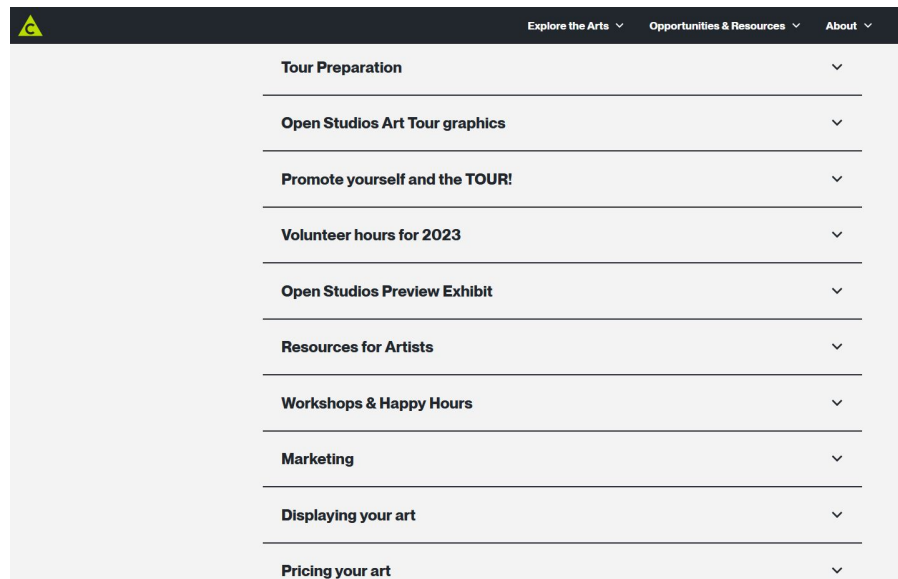 C
Explore the Arts Opportunities & Resources About
Tour Preparation
Open Studios Art Tour graphics
Promote yourself and the TOUR!
Volunteer hours for 2023
Open Studios Preview Exhibit
Resources for Artists
Workshops & Happy Hours
Marketing
Displaying your art
Pricing your art